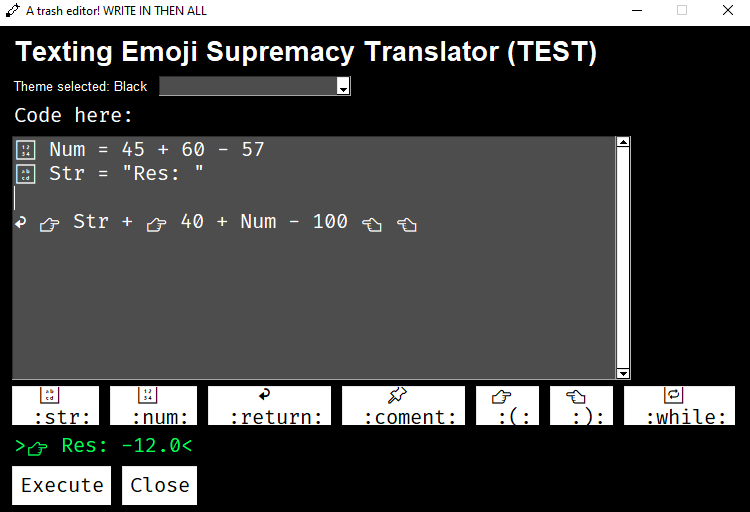 A trash editor! WRITE IN THEN ALL
Texting Emoji Supremacy Translator (TEST)
Theme selected: Black
Code here:
🔢 Num = 45 + 60 - 57
🔡 Str = "Res: "
↩ 👉 Str + 👉 40 + Num - 100 👈 👈
:str: :num: :return: :coment: :(: :): :while:
>👉 Res: -12.0<
Execute Close